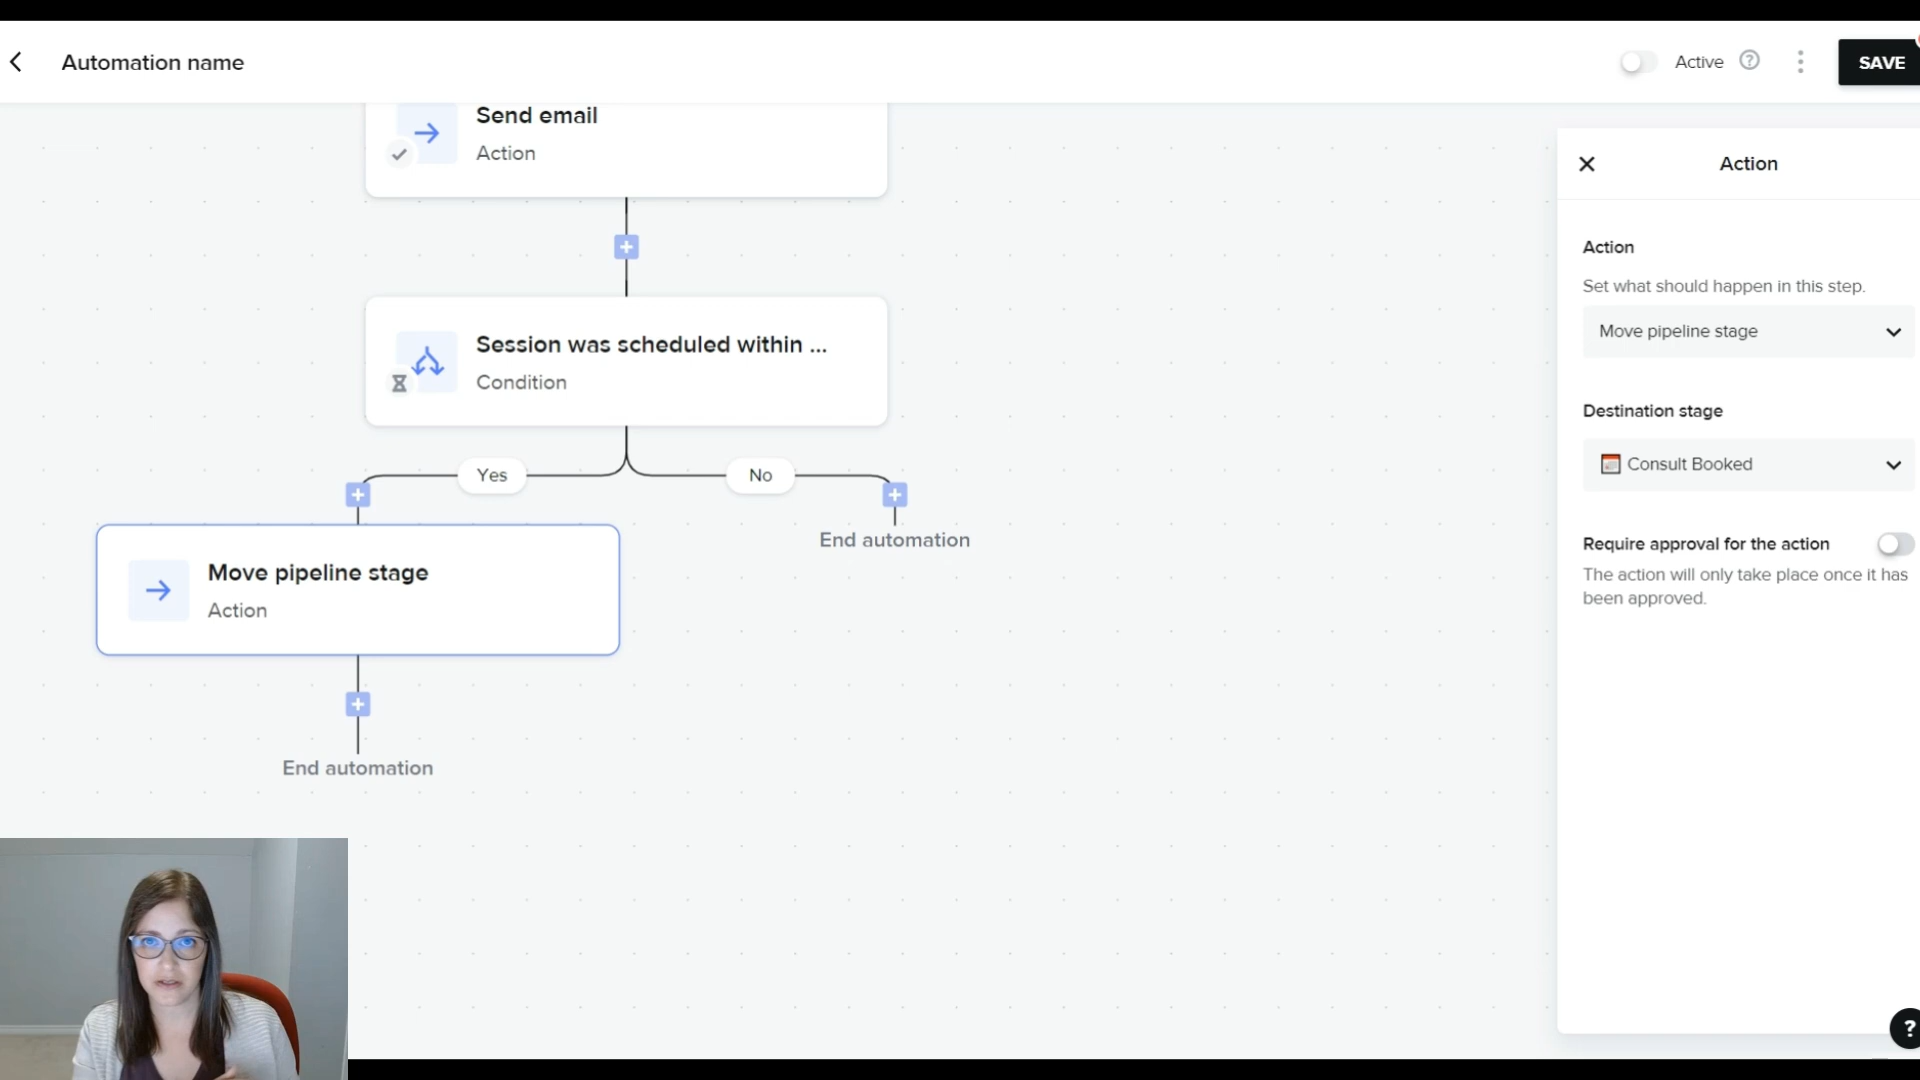 Automation name
Active
?
SAVE
Send email
Action
Session was scheduled within ...
Condition
Yes
No
End automation
Move pipeline stage
Action
End automation
Action
Action
Set what should happen in this step.
Move pipeline stage
Destination stage
Consult Booked
Require approval for the action
The action will only take place once it has
been approved.
?